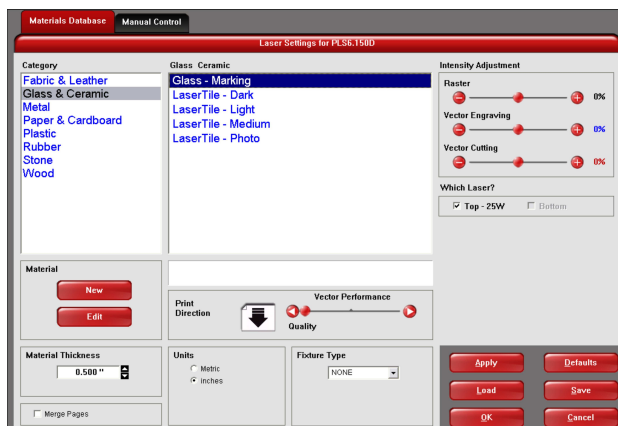 Materials Database Manual Control
Laser Settings for PLS6.150D
Category
Fabric & Leather
Glass & Ceramic
Metal
Paper & Cardboard
Plastic
Rubber
Stone
Wood
Glass Ceramic
Glass - Marking
LaserTile - Dark
LaserTile - Light
LaserTile - Medium
LaserTile - Photo
Intensity Adjustment
Raster
0%
Vector Engraving
0%
Vector Cutting
0%
Which Laser?
Top - 25W Bottom
Material
New
Edit
Print
Direction
Vector Performance
Quality
Material Thickness
0.500 "
Units
Metric
inches
Fixture Type
NONE
Merge Pages
Apply Defaults
Load Save
OK Cancel